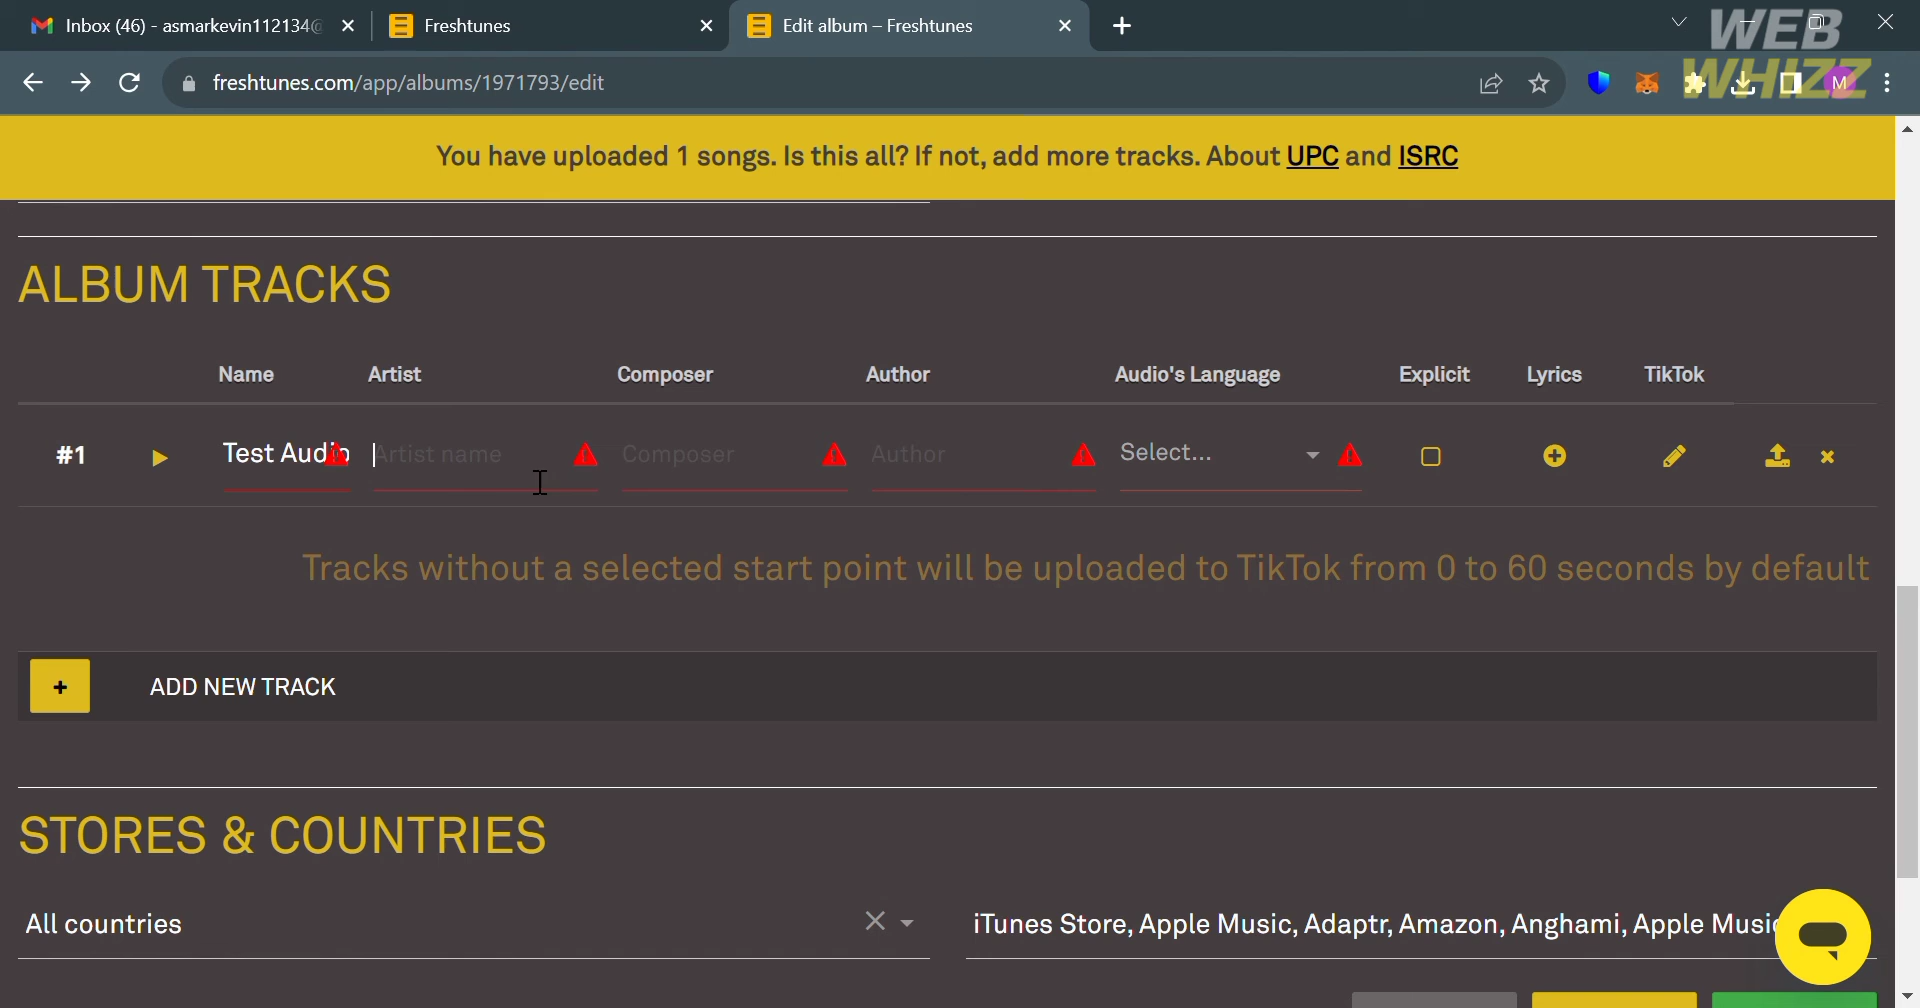 Inbox (46) - asmarkevin112134@
Freshtunes
Edit album – Freshtunes
WEB WHIZZ
freshtunes.com/app/albums/1971793/edit
M
You have uploaded 1 songs. Is this all? If not, add more tracks. About UPC and ISRC
ALBUM TRACKS
Name Artist Composer Author Audio's Language Explicit Lyrics TikTok
#1 Test Audio Artist name Composer Author Select...
Tracks without a selected start point will be uploaded to TikTok from 0 to 60 seconds by default
+ ADD NEW TRACK
STORES & COUNTRIES
All countries
iTunes Store, Apple Music, Adaptr, Amazon, Anghami, Apple Music